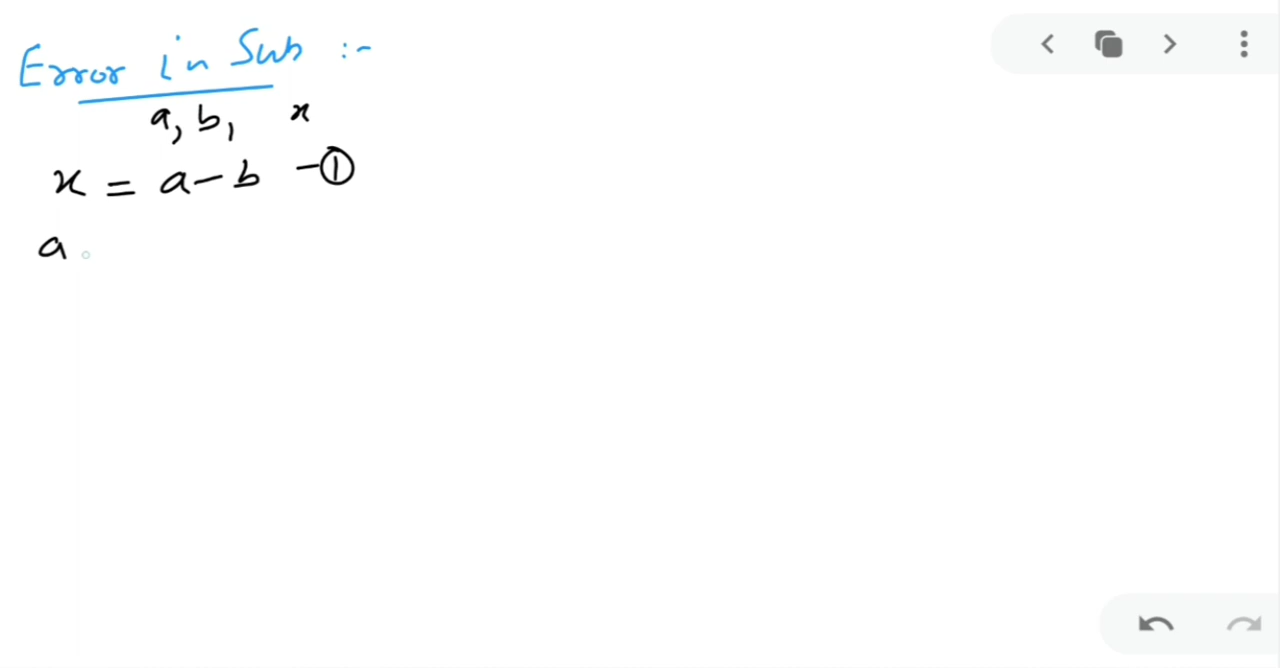 Error in Sub :-
a, b, x
x = a - b - ①
a